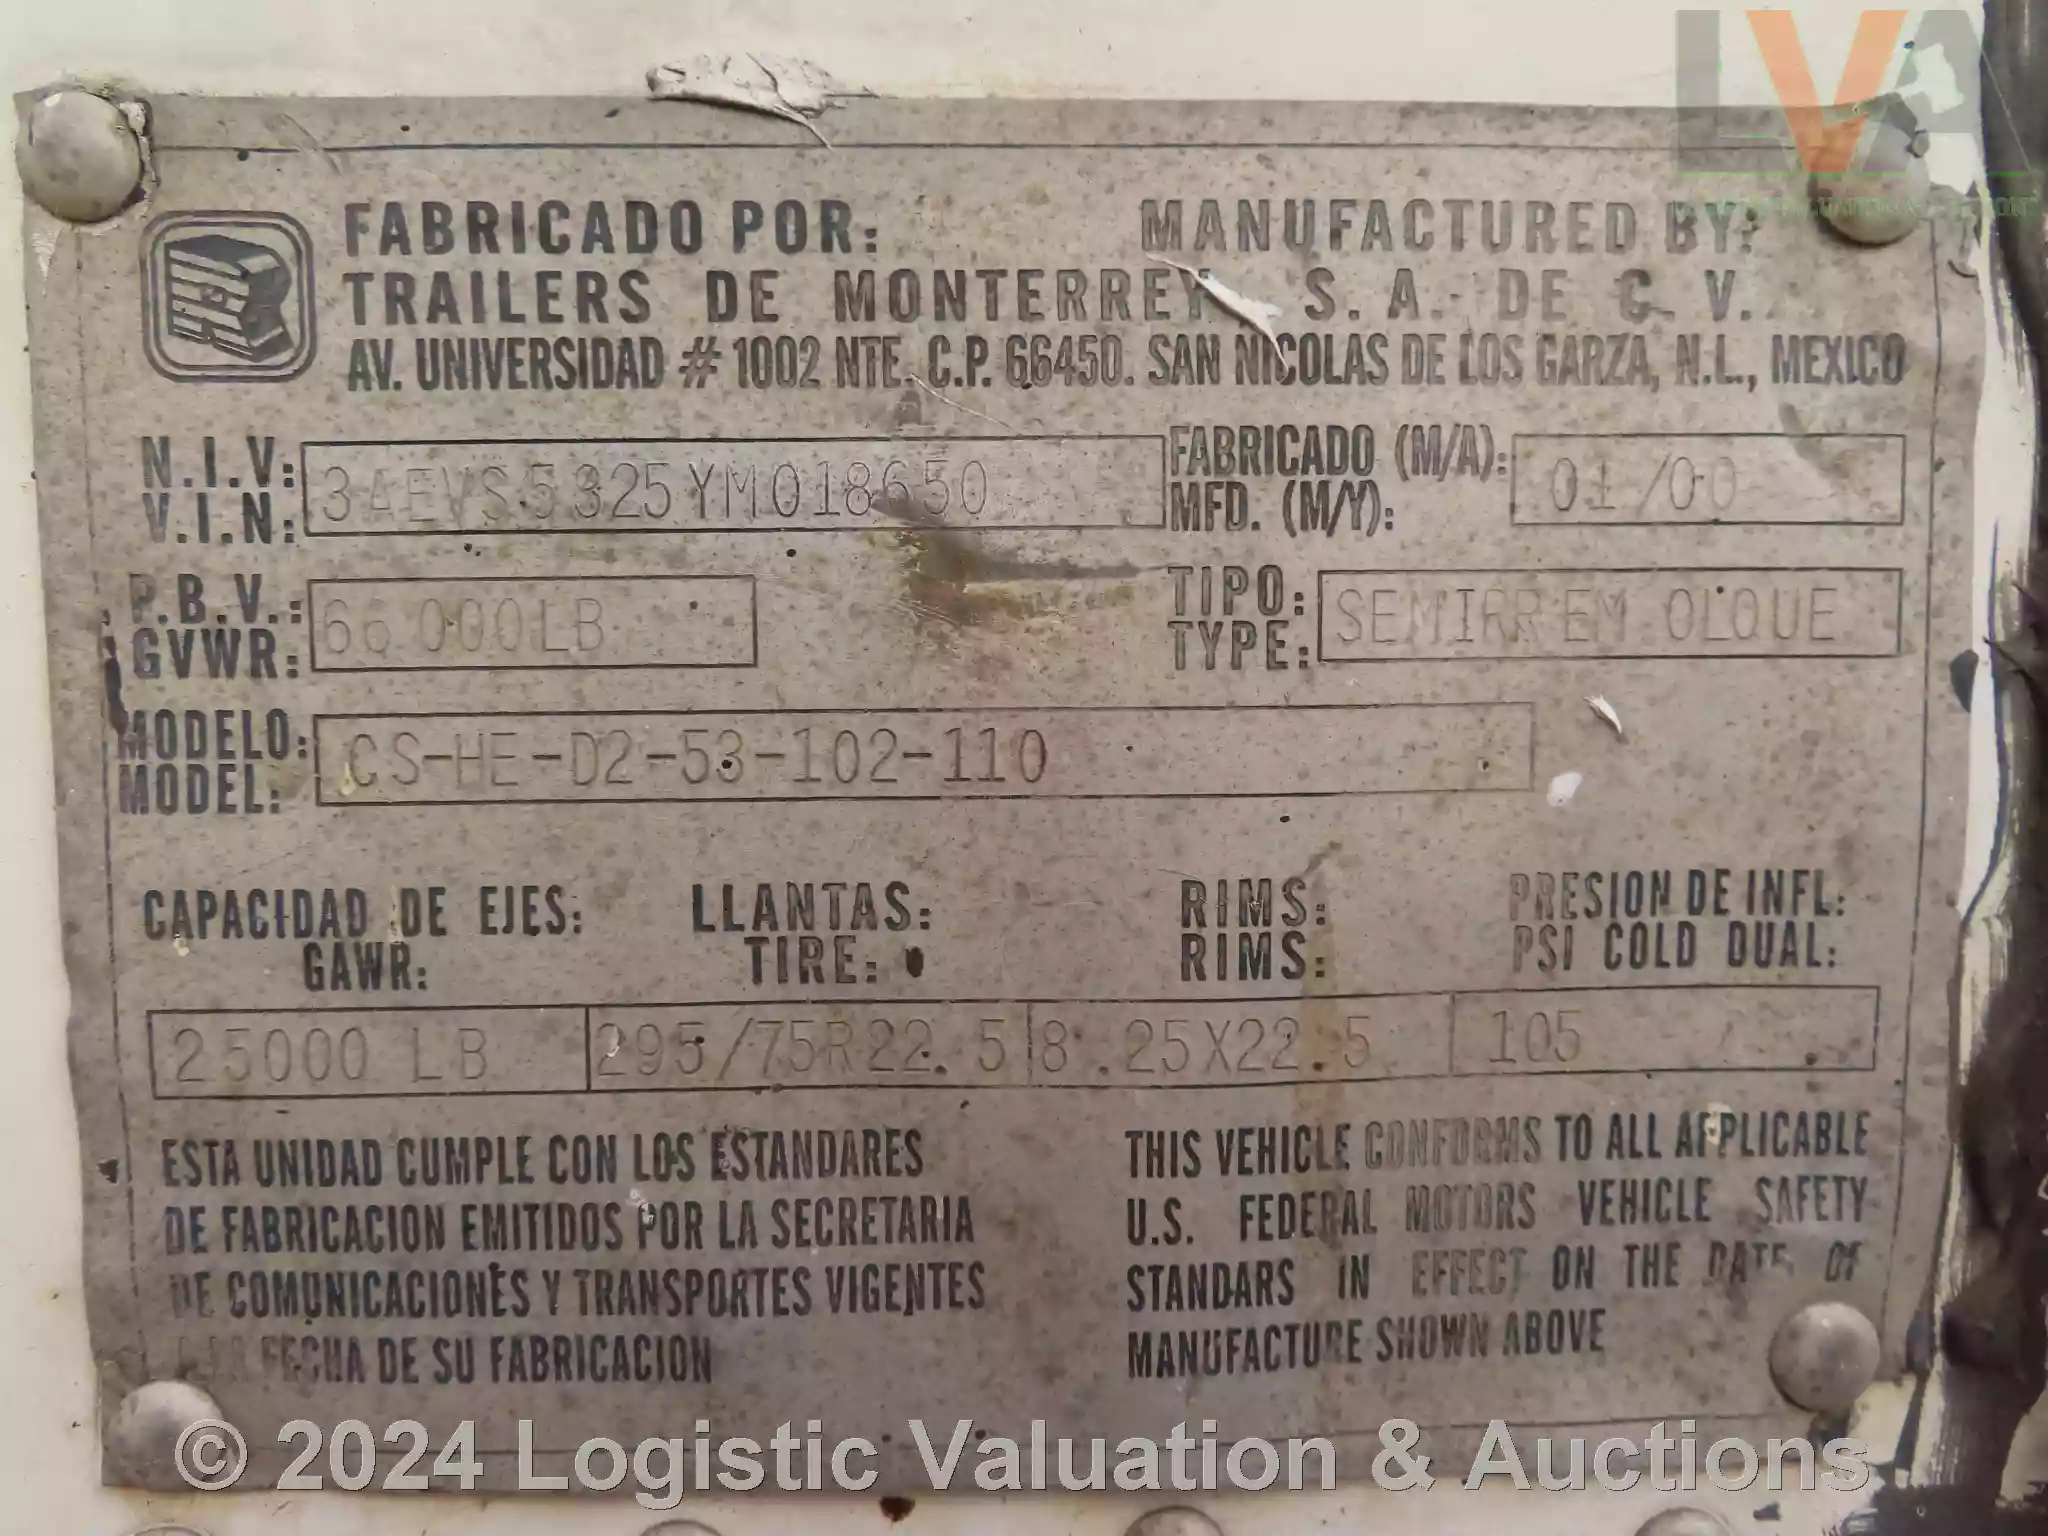 FABRICADO POR: MANUFACTURED BY:
TRAILERS DE MONTERREY S. A. DE C. V.
AV. UNIVERSIDAD # 1002 NTE. C.P. 66450. SAN NICOLAS DE LOS GARZA, N.L., MEXICO
N.I.V: 3AEVS5325YM018650 FABRICADO (M/A): 01/00
V.I.N: MFD. (M/Y):
P.B.V.: 66000LB TIPO: SEMIRREMOLQUE
GVWR: TYPE:
MODELO: CS-HE-D2-53-102-110
MODEL:
CAPACIDAD DE EJES: LLANTAS: RIMS: PRESION DE INFL:
GAWR: TIRE: RIMS: PSI COLD DUAL:
25000 LB 295/75R22.5 8.25X22.5 105
ESTA UNIDAD CUMPLE CON LOS ESTANDARES
DE FABRICACION EMITIDOS POR LA SECRETARIA
DE COMUNICACIONES Y TRANSPORTES VIGENTES
A LA FECHA DE SU FABRICACION
THIS VEHICLE CONFORMS TO ALL APPLICABLE
U.S. FEDERAL MOTORS VEHICLE SAFETY
STANDARS IN EFFECT ON THE DATE OF
MANUFACTURE SHOWN ABOVE
LVA
© 2024 Logistic Valuation & Auctions